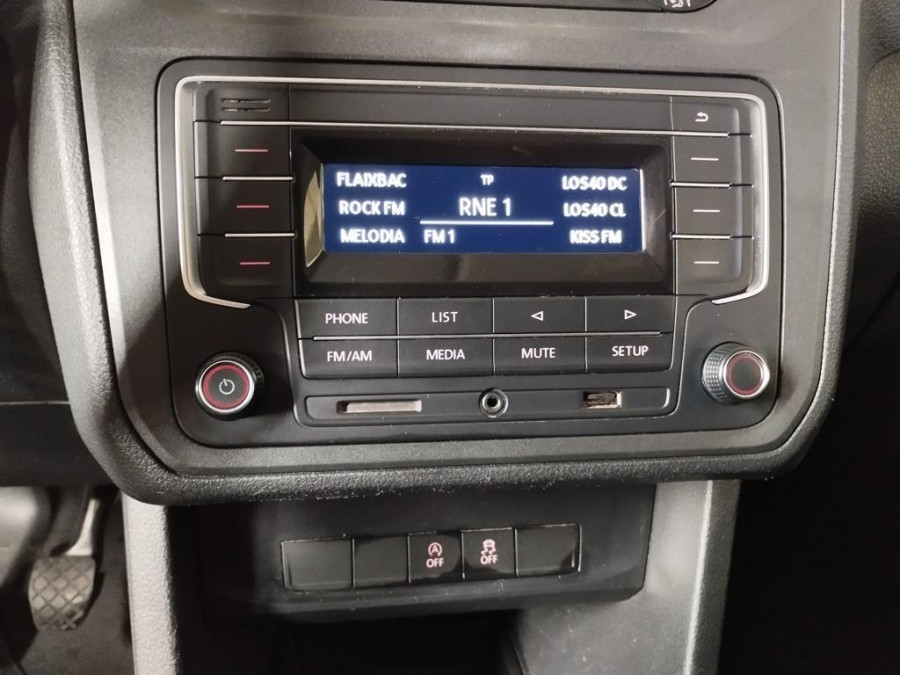 FLAIXBAC TP LOS40 DC
ROCK FM RNE 1 LOS40 CL
MELODIA FM 1 KISS FM
PHONE LIST
FM/AM MEDIA MUTE SETUP
A OFF OFF